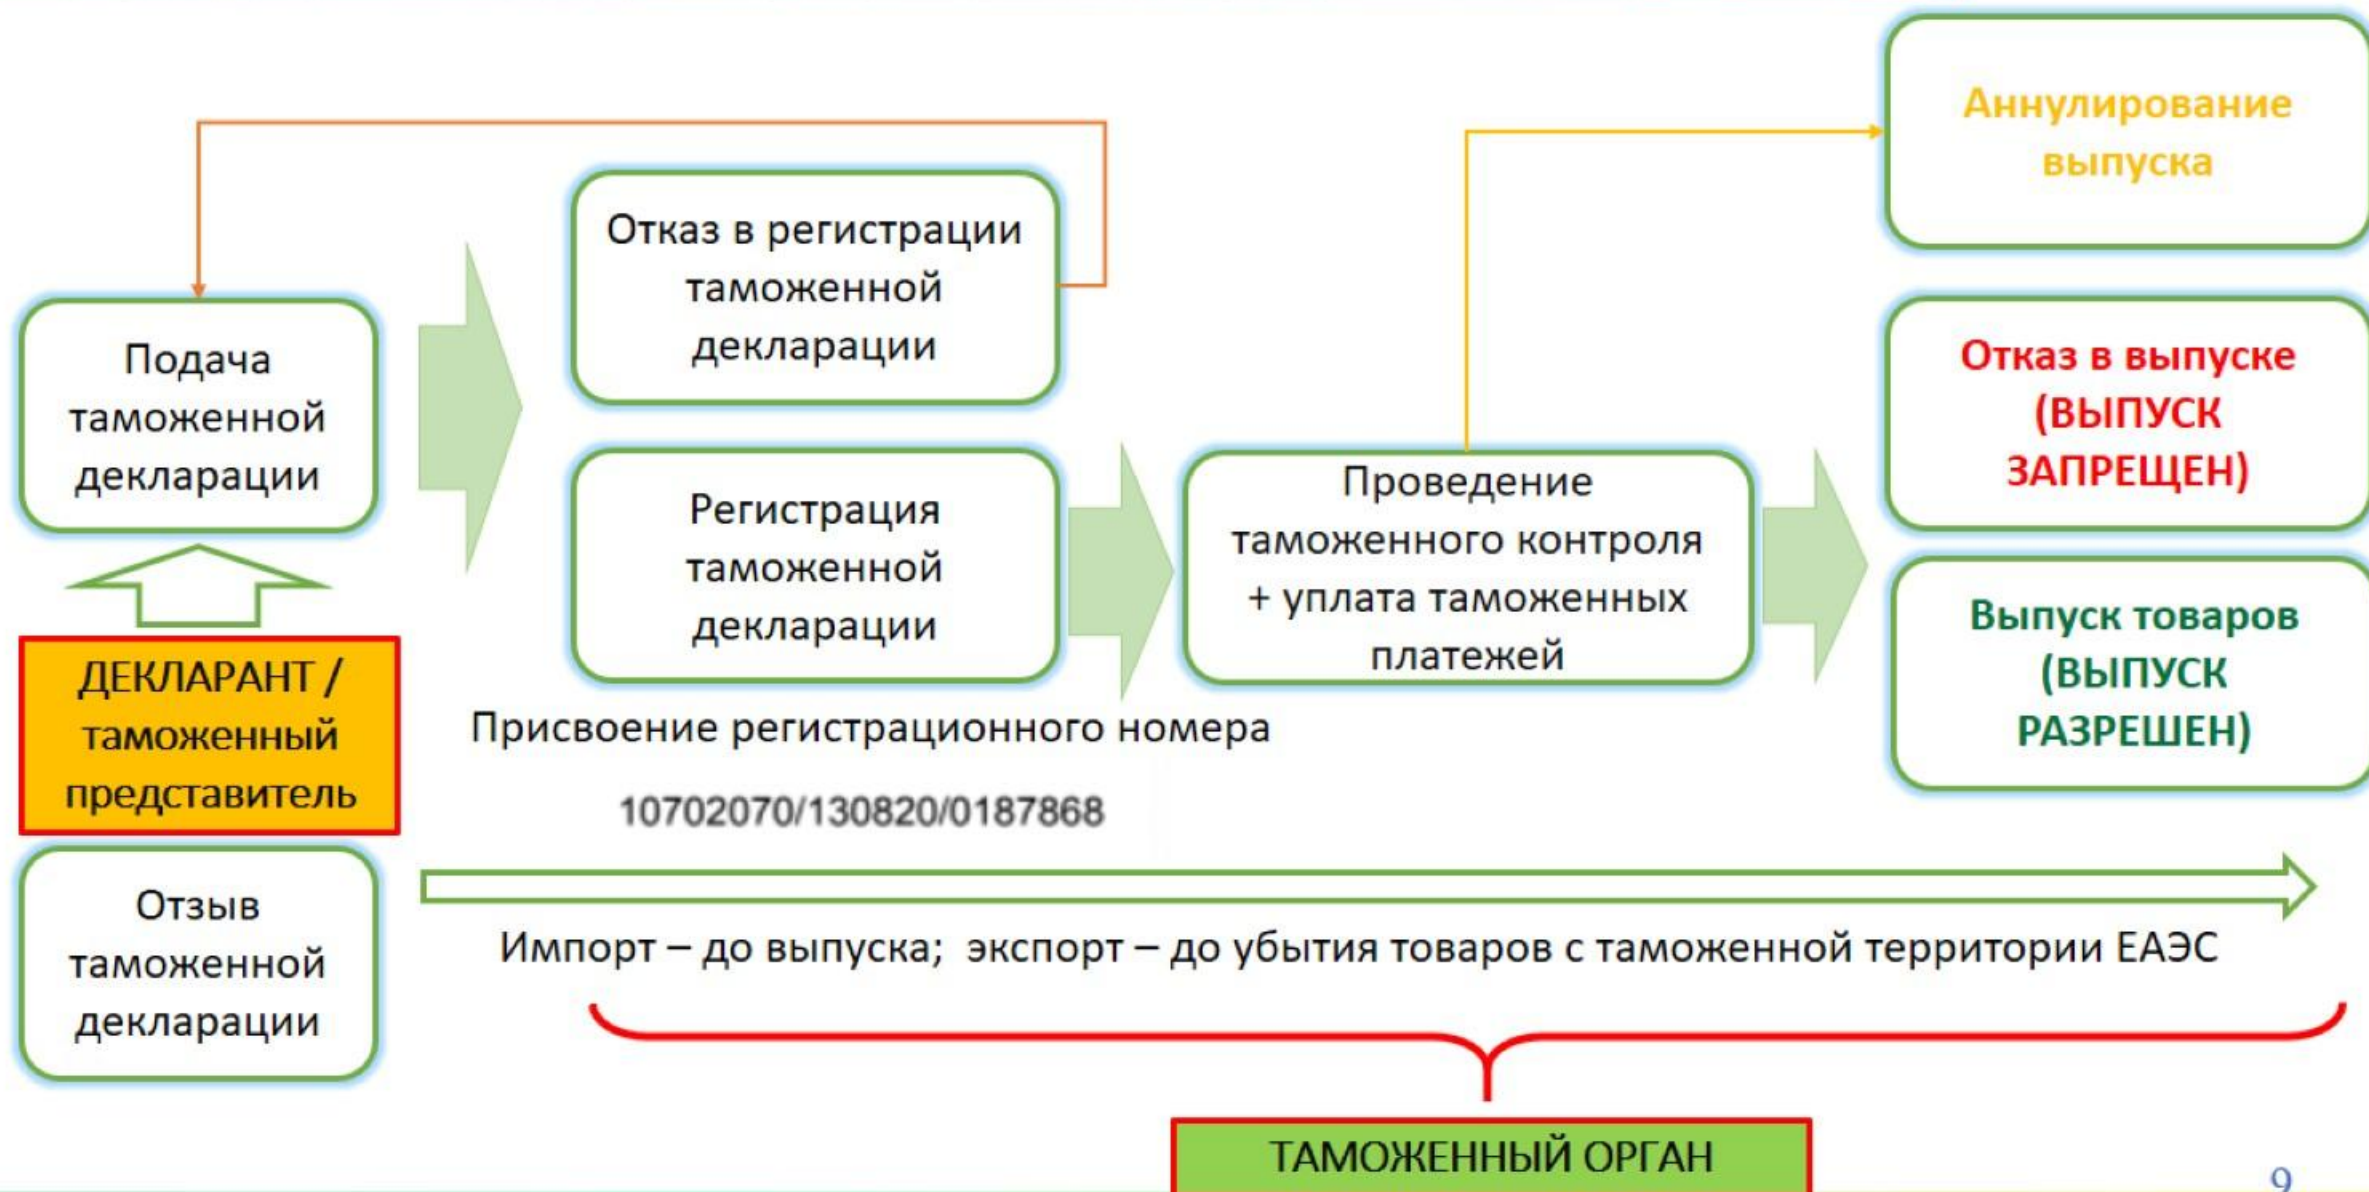 Подача
таможенной
декларации
ДЕКЛАРАНТ /
таможенный
представитель
Отзыв
таможенной
декларации
Отказ в регистрации
таможенной
декларации
Регистрация
таможенной
декларации
Присвоение регистрационного номера
10702070/130820/0187868
Проведение
таможенного контроля
+ уплата таможенных
платежей
Аннулирование
выпуска
Отказ в выпуске
(ВЫПУСК
ЗАПРЕЩЕН)
Выпуск товаров
(ВЫПУСК
РАЗРЕШЕН)
Импорт – до выпуска; экспорт – до убытия товаров с таможенной территории ЕАЭС
ТАМОЖЕННЫЙ ОРГАН
9